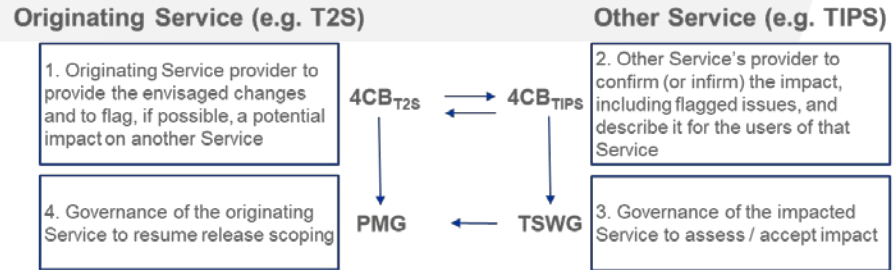 Originating Service (e.g. T2S)
Other Service (e.g. TIPS)
1. Originating Service provider to
provide the envisaged changes
and to flag, if possible, a potential
impact on another Service
4CBT2S
4CBTIPS
2. Other Service's provider to
confirm (or infirm) the impact,
including flagged issues, and
describe it for the users of that
Service
4. Governance of the originating
Service to resume release scoping
PMG
TSWG
3. Governance of the impacted
Service to assess / accept impact